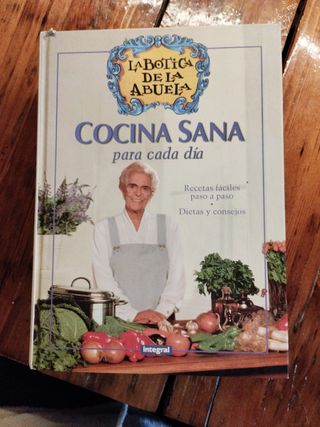 LA BOTICA
DE LA
ABUELA
COCINA SANA
para cada día
Recetas fáciles
paso a paso
Dietas y consejos
integral